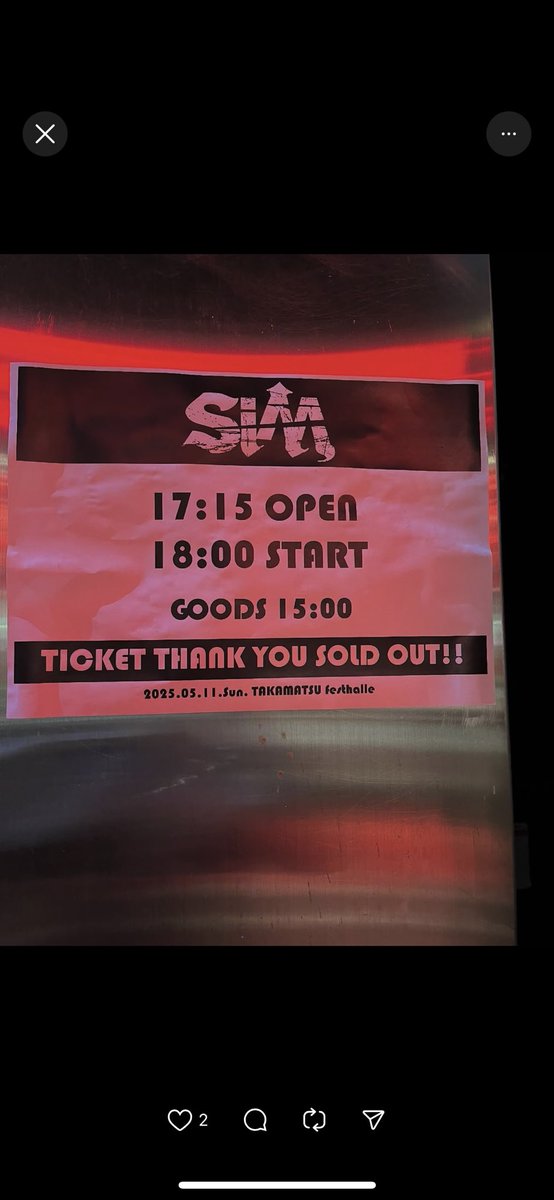 SiM
17:15 OPEN
18:00 START
GOODS 15:00
TICKET THANK YOU SOLD OUT!!
2025.05.11.Sun. TAKAMATSU festhalle
2